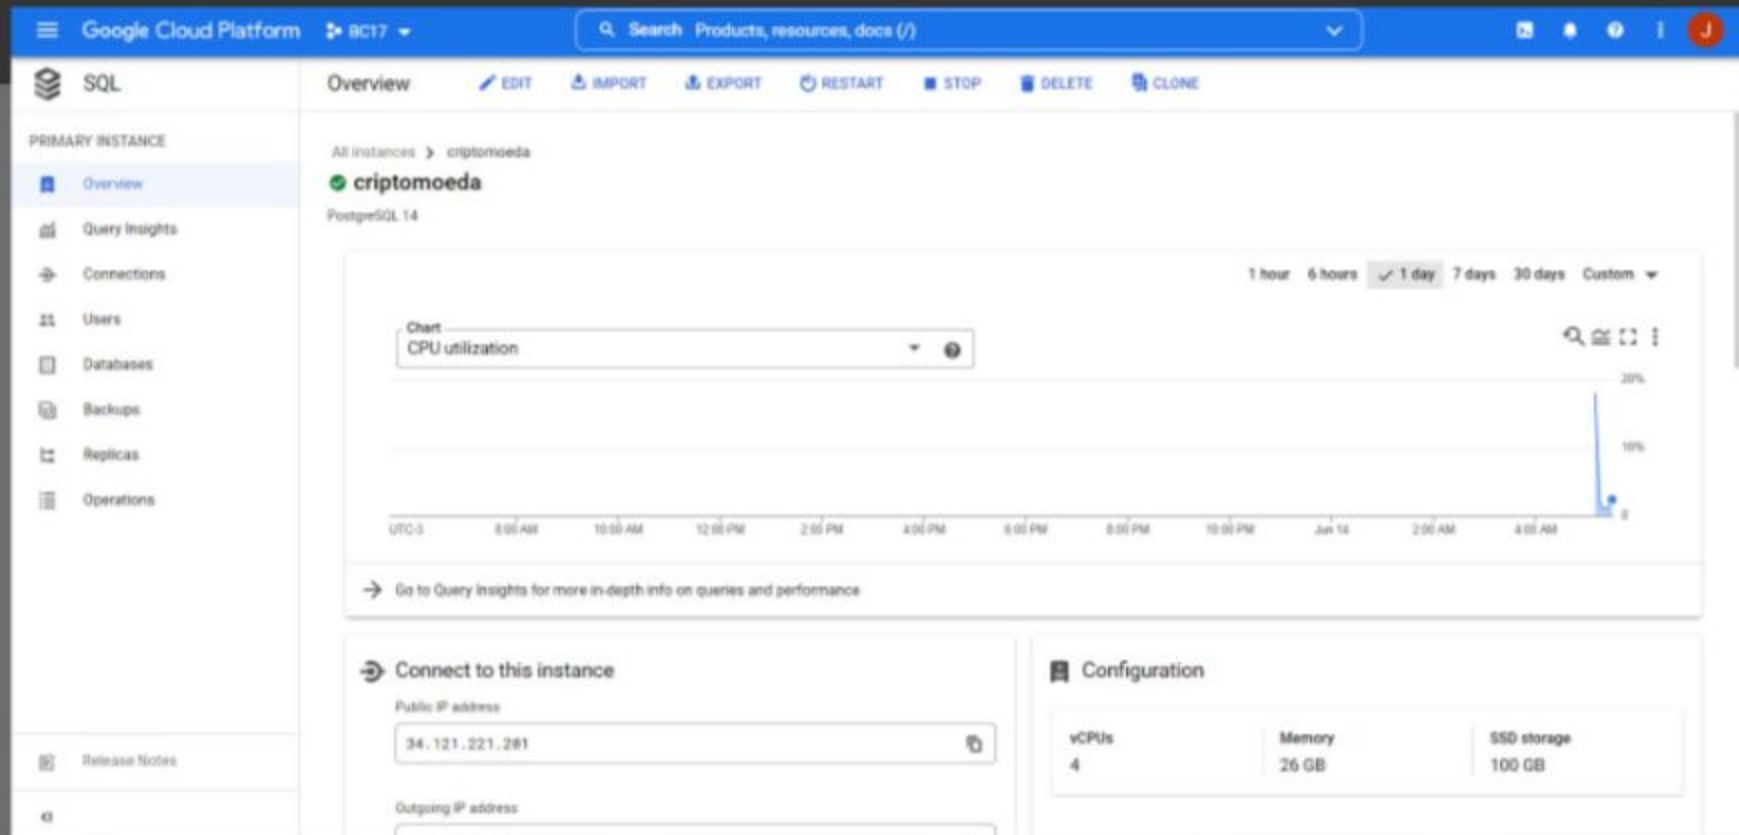 Google Cloud Platform BC17 Search Products, resources, docs (/) J
SQL Overview EDIT IMPORT EXPORT RESTART STOP DELETE CLONE
PRIMARY INSTANCE
Overview
Query Insights
Connections
Users
Databases
Backups
Replicas
Operations
Release Notes
All instances > criptomoeda
criptomoeda
PostgreSQL 14
1 hour 6 hours 1 day 7 days 30 days Custom
Chart
CPU utilization
20%
10%
0
UTC-3 8:00 AM 10:00 AM 12:00 PM 2:00 PM 4:00 PM 6:00 PM 8:00 PM 10:00 PM Jun 14 2:00 AM 4:00 AM
Go to Query Insights for more in-depth info on queries and performance
Connect to this instance
Public IP address
Outgoing IP address
Configuration
vCPUs Memory SSD storage
4 26 GB 100 GB